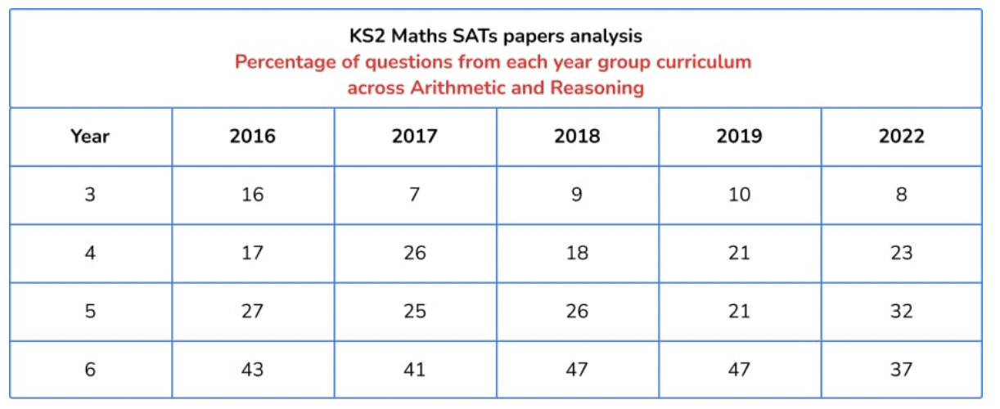 KS2 Maths SATs papers analysis
Percentage of questions from each year group curriculum
across Arithmetic and Reasoning
Year 2016 2017 2018 2019 2022
3 16 7 9 10 8
4 17 26 18 21 23
5 27 25 26 21 32
6 43 41 47 47 37